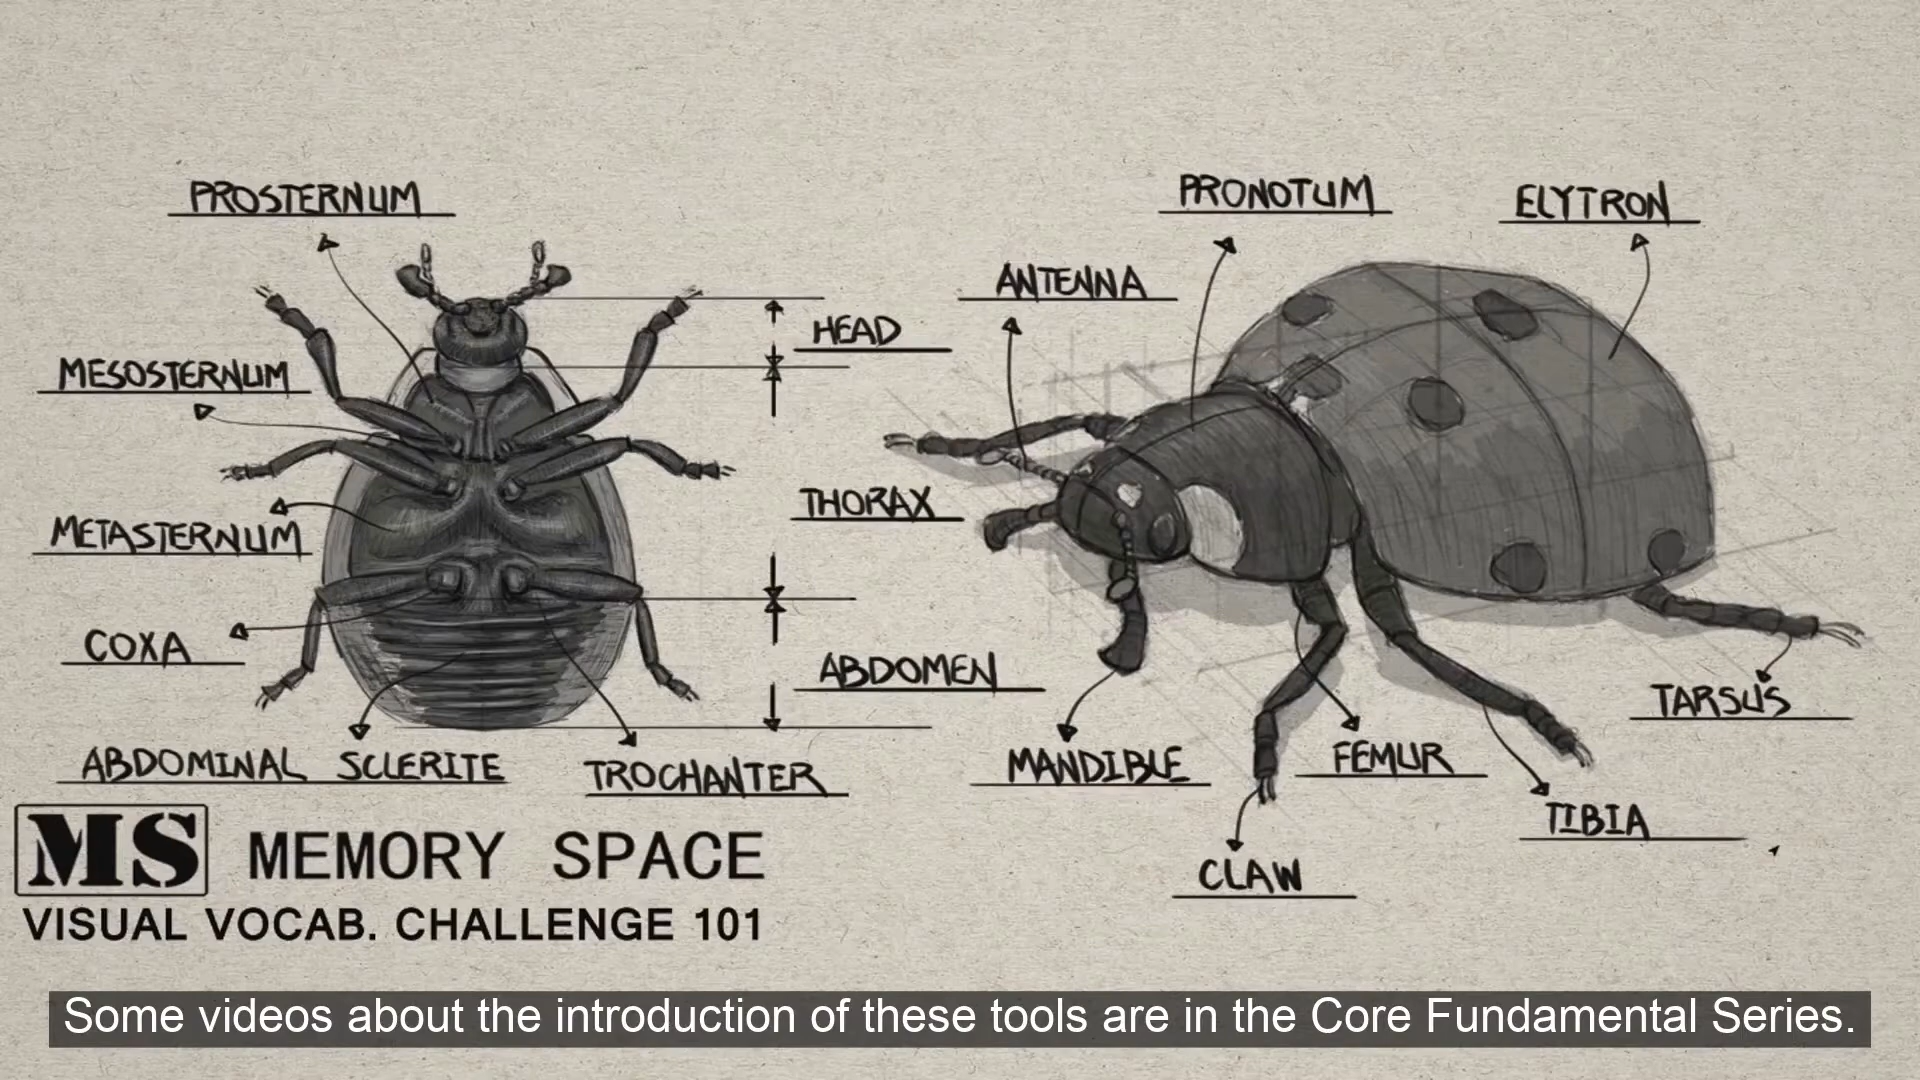 PROSTERNUM
PRONOTUM
ELYTRON
ANTENNA
HEAD
MESOSTERNUM
THORAX
METASTERNUM
COXA
ABDOMEN
TARSUS
ABDOMINAL SCLERITE
TROCHANTER
MANDIBLE
FEMUR
TIBIA
CLAW
MS MEMORY SPACE
VISUAL VOCAB. CHALLENGE 101
Some videos about the introduction of these tools are in the Core Fundamental Series.